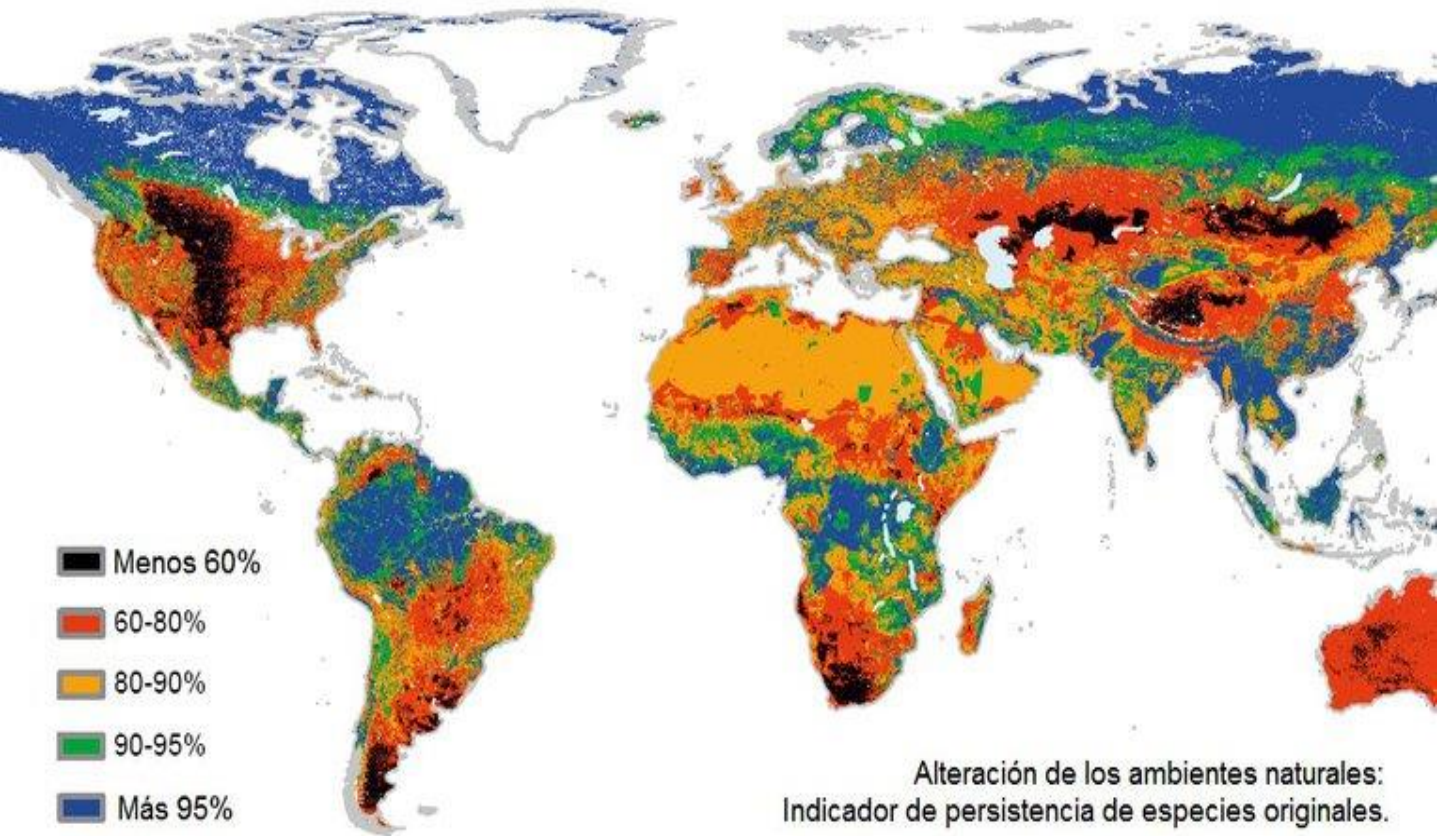 Menos 60%
60-80%
80-90%
90-95%
Más 95%
Alteración de los ambientes naturales:
Indicador de persistencia de especies originales.